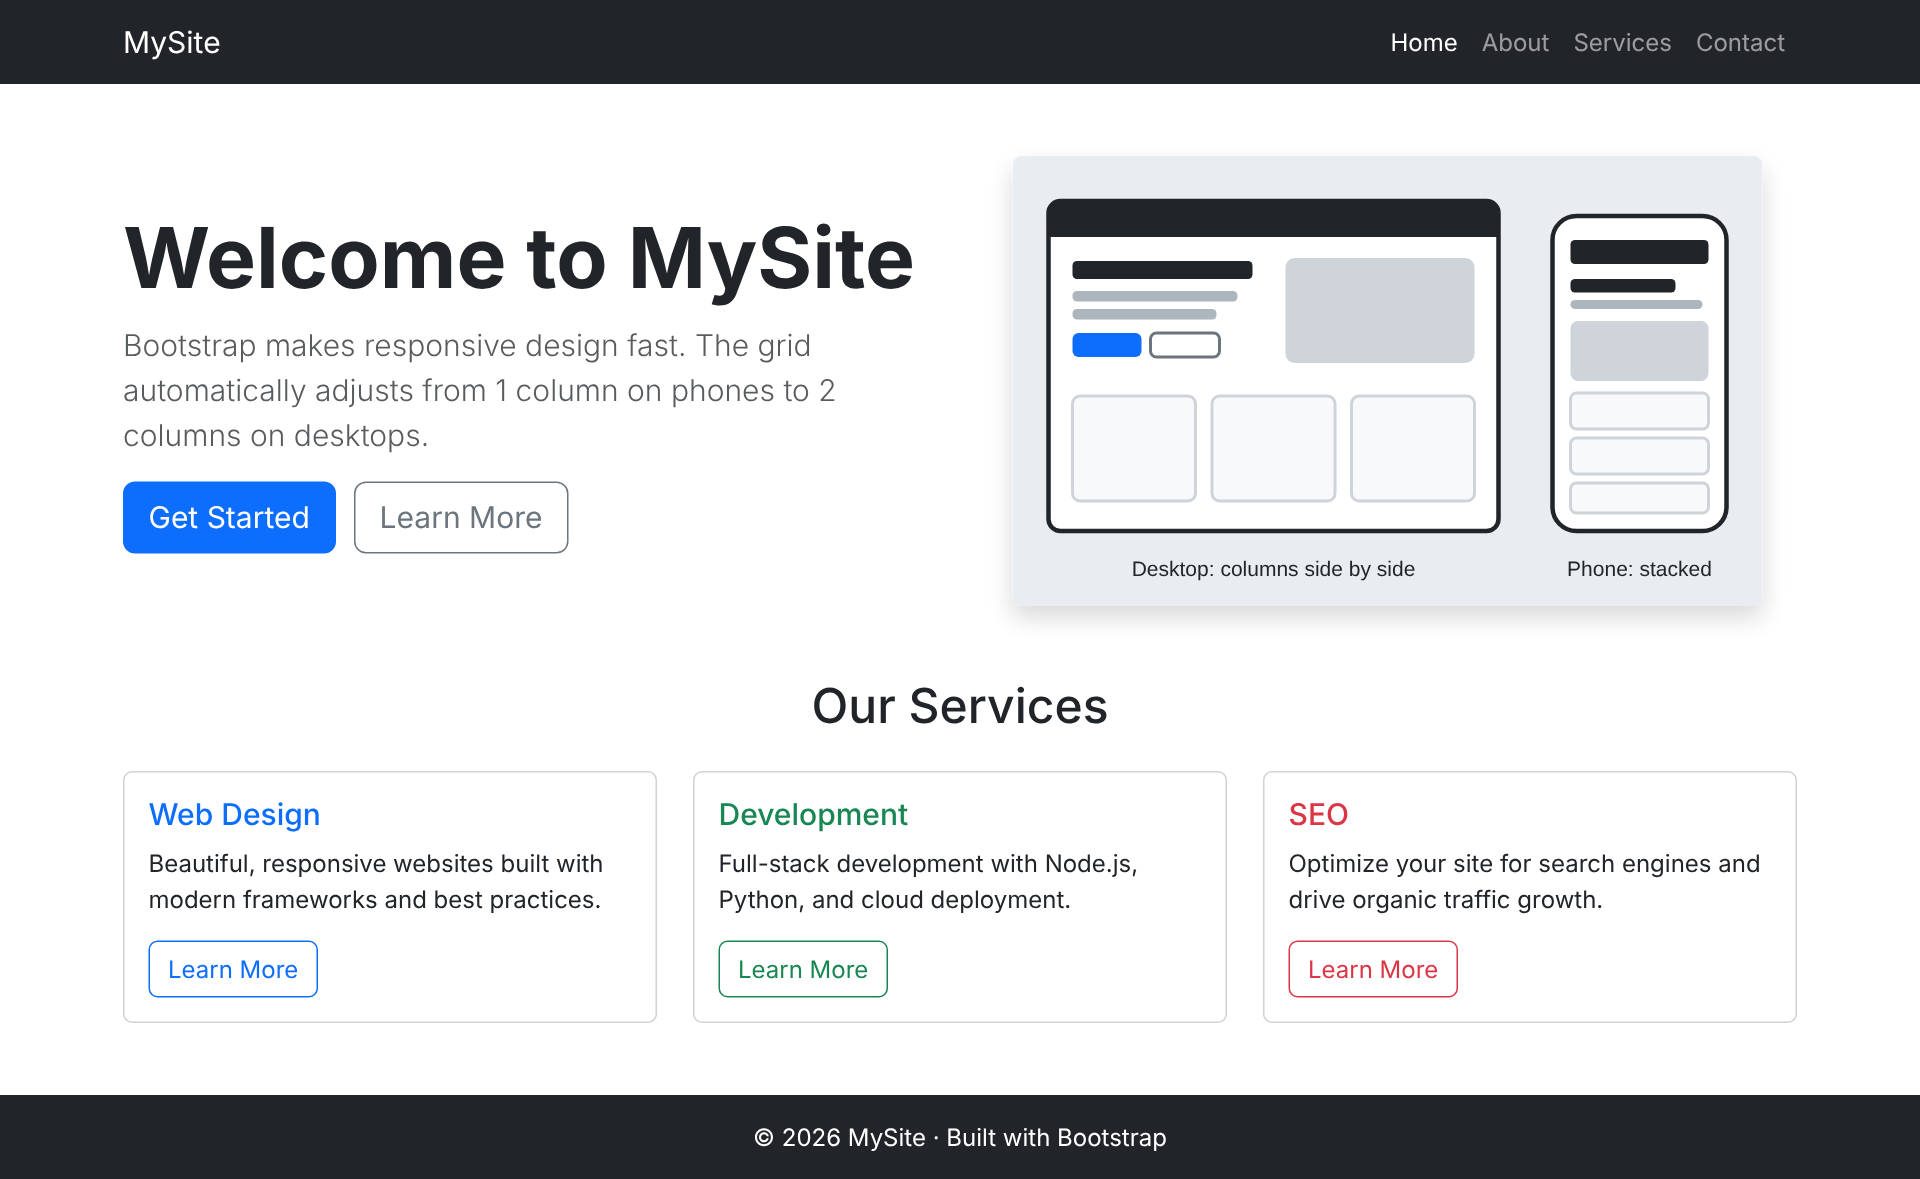 MySite
Home About Services Contact
Welcome to MySite
Bootstrap makes responsive design fast. The grid
automatically adjusts from 1 column on phones to 2
columns on desktops.
Get Started Learn More
Desktop: columns side by side
Phone: stacked
Our Services
Web Design
Beautiful, responsive websites built with
modern frameworks and best practices.
Learn More
Development
Full-stack development with Node.js,
Python, and cloud deployment.
Learn More
SEO
Optimize your site for search engines and
drive organic traffic growth.
Learn More
© 2026 MySite · Built with Bootstrap